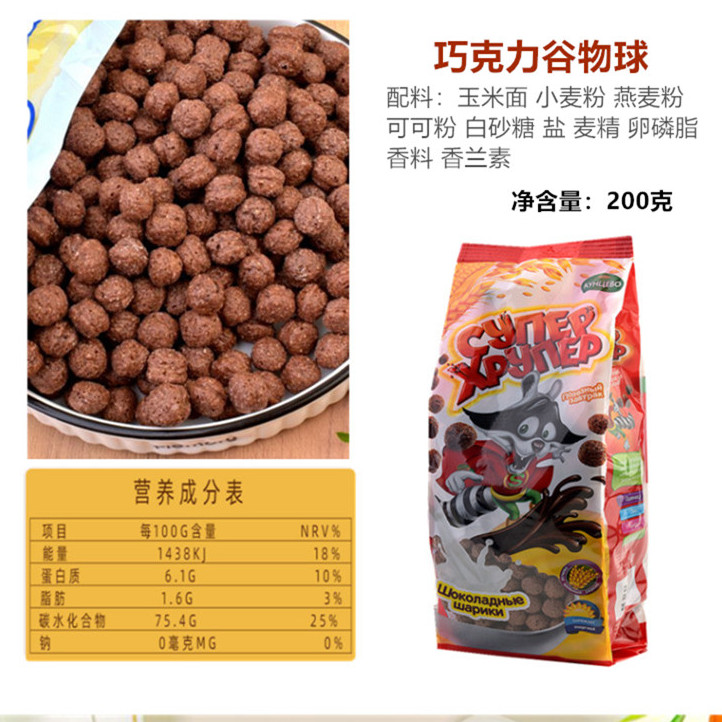 巧克力谷物球
配料：玉米面 小麦粉 燕麦粉
可可粉 白砂糖 盐 麦精 卵磷脂
香料 香兰素
净含量：200克
КУНЦЕВО
СУПЕР
ХРУПЕР
Полезный
завтрак
Шоколадные
шарики
营养成分表
项目 每100G含量 NRV%
能量 1438KJ 18%
蛋白质 6.1G 10%
脂肪 1.6G 3%
碳水化合物 75.4G 25%
钠 0毫克MG 0%